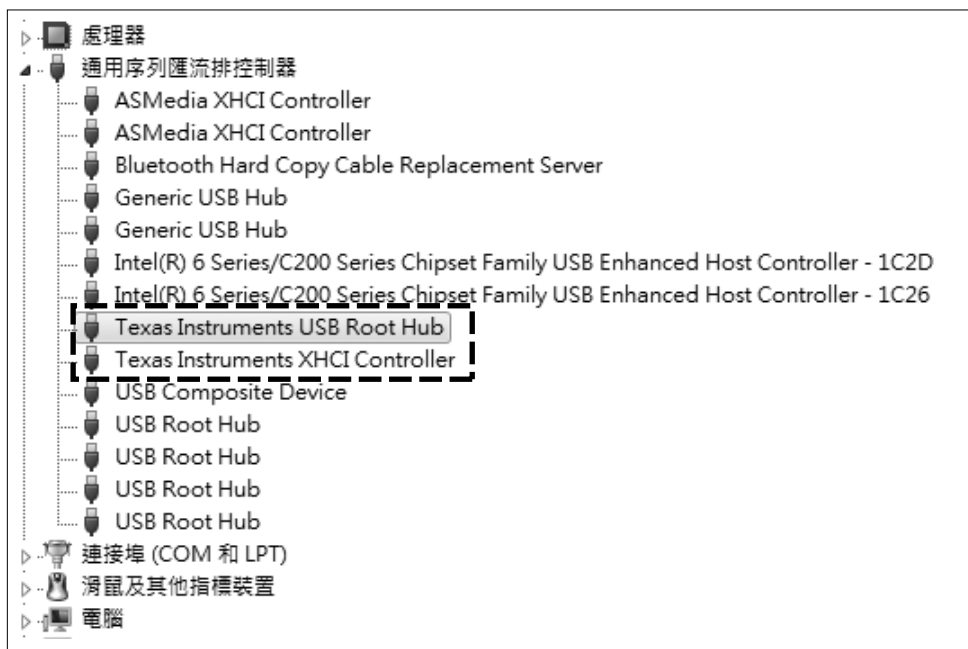 處理器
通用序列匯流排控制器
ASMedia XHCI Controller
ASMedia XHCI Controller
Bluetooth Hard Copy Cable Replacement Server
Generic USB Hub
Generic USB Hub
Intel(R) 6 Series/C200 Series Chipset Family USB Enhanced Host Controller - 1C2D
Intel(R) 6 Series/C200 Series Chipset Family USB Enhanced Host Controller - 1C26
Texas Instruments USB Root Hub
Texas Instruments XHCI Controller
USB Composite Device
USB Root Hub
USB Root Hub
USB Root Hub
USB Root Hub
連接埠 (COM 和 LPT)
滑鼠及其他指標裝置
電腦